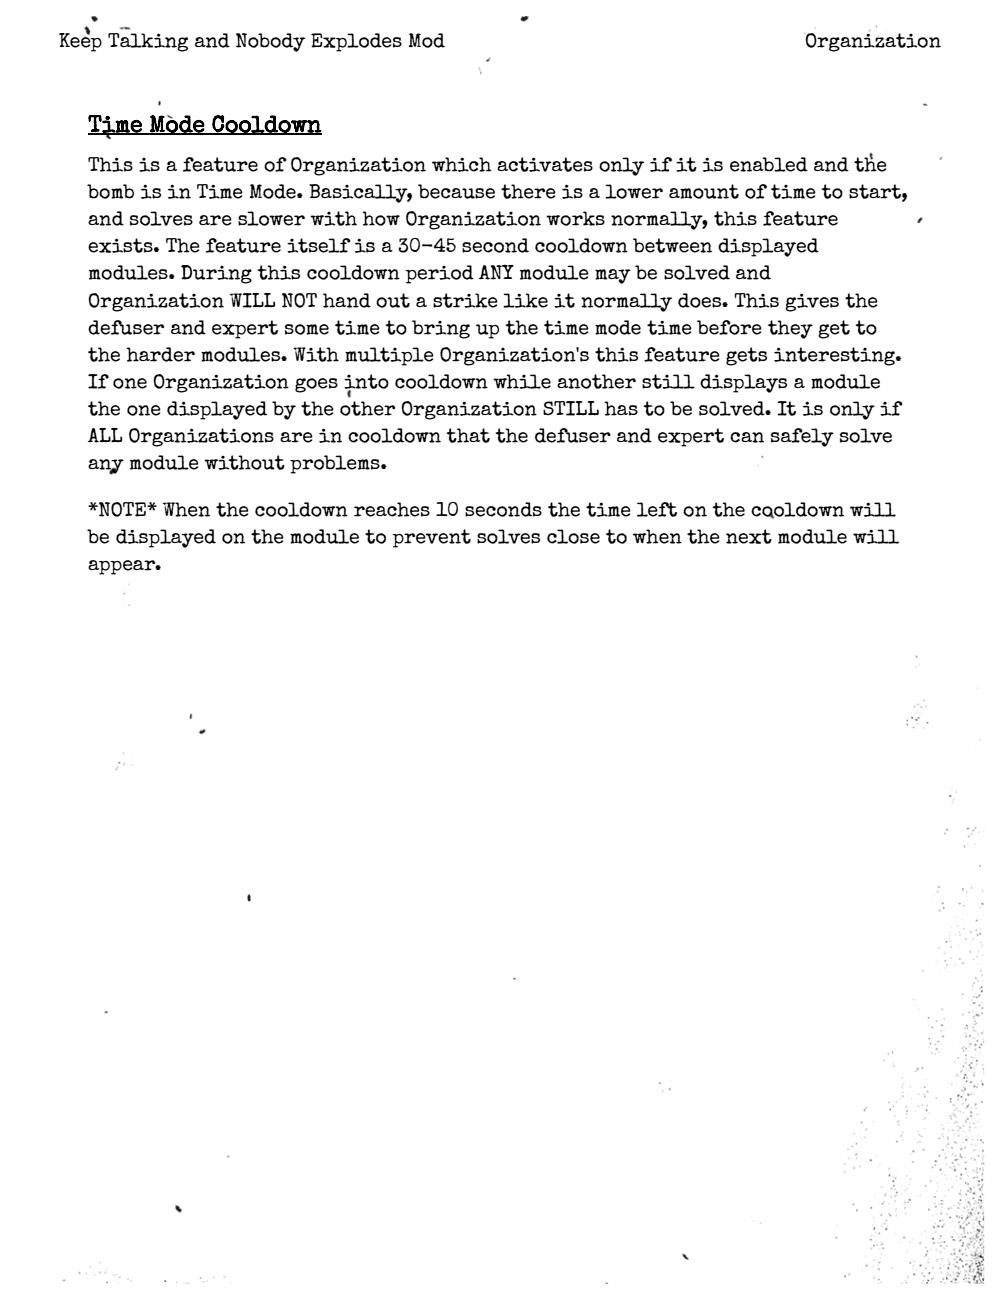 Keep Talking and Nobody Explodes Mod
Organization
Time Mode Cooldown
This is a feature of Organization which activates only if it is enabled and the
bomb is in Time Mode. Basically, because there is a lower amount of time to start,
and solves are slower with how Organization works normally, this feature
exists. The feature itself is a 30-45 second cooldown between displayed
modules. During this cooldown period ANY module may be solved and
Organization WILL NOT hand out a strike like it normally does. This gives the
defuser and expert some time to bring up the time mode time before they get to
the harder modules. With multiple Organization's this feature gets interesting.
If one Organization goes into cooldown while another still displays a module
the one displayed by the other Organization STILL has to be solved. It is only if
ALL Organizations are in cooldown that the defuser and expert can safely solve
any module without problems.
*NOTE* When the cooldown reaches 10 seconds the time left on the cooldown will
be displayed on the module to prevent solves close to when the next module will
appear.